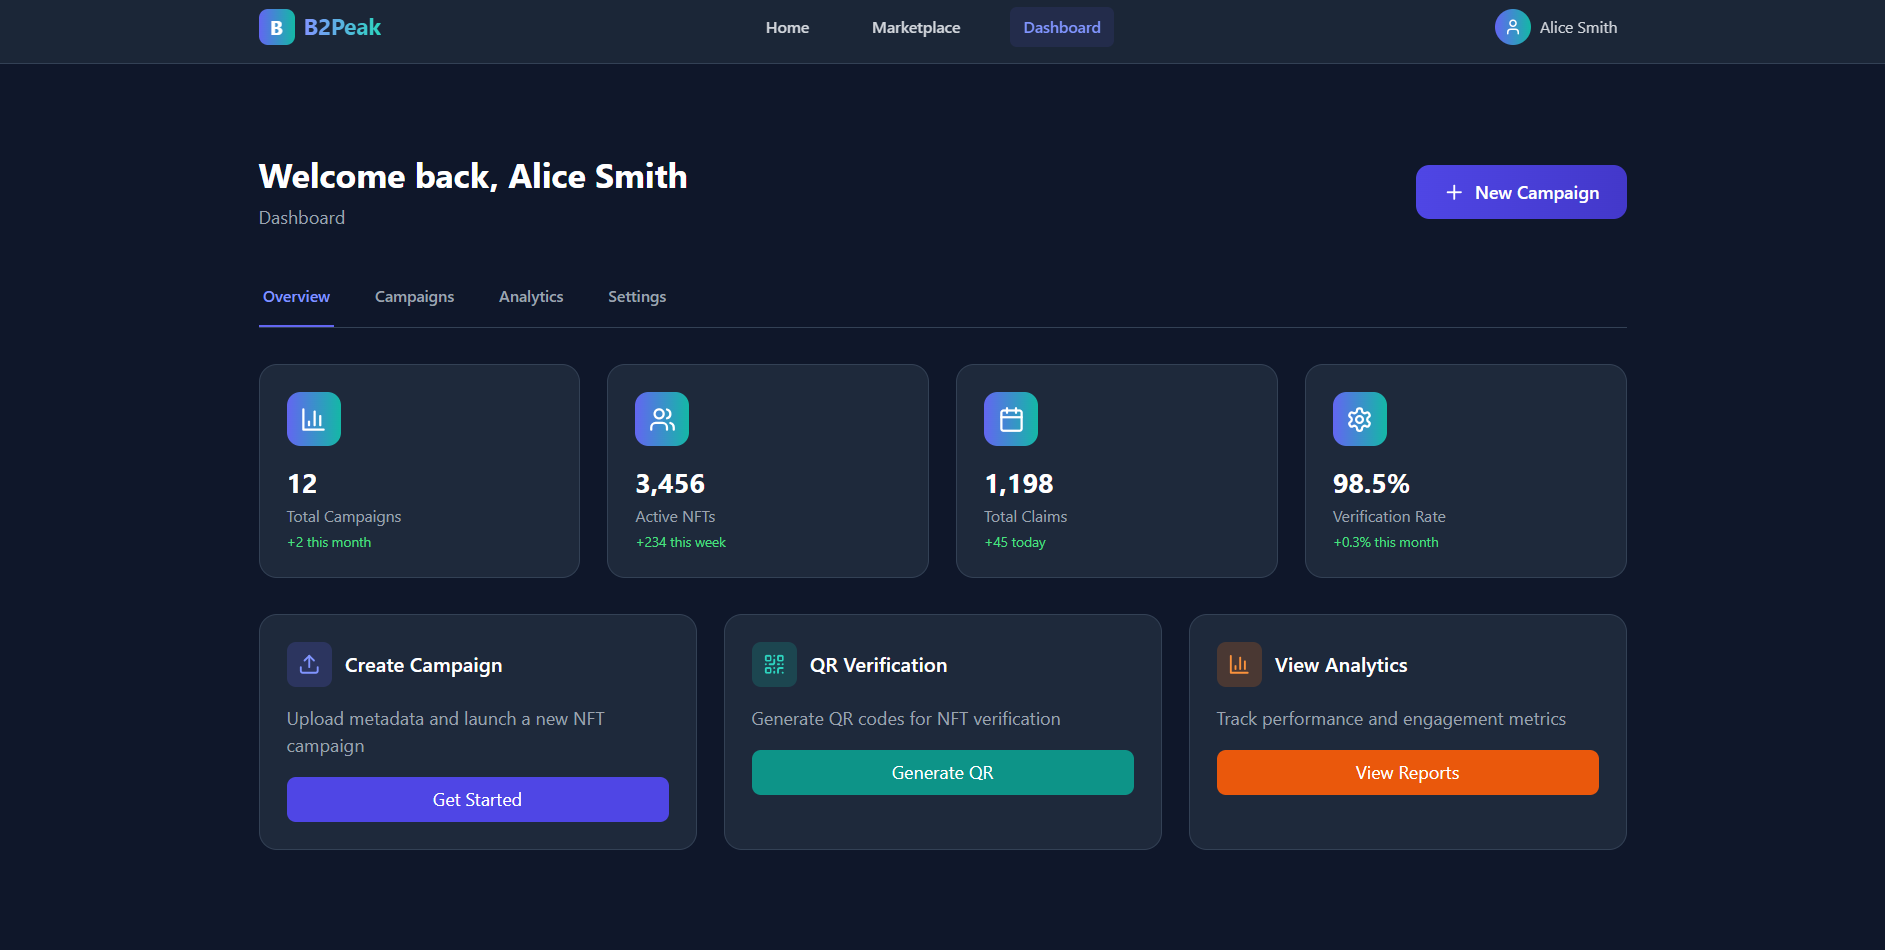 B B2Peak
Home Marketplace Dashboard
Alice Smith
Welcome back, Alice Smith
Dashboard
New Campaign
Overview Campaigns Analytics Settings
12
Total Campaigns
+2 this month
3,456
Active NFTs
+234 this week
1,198
Total Claims
+45 today
98.5%
Verification Rate
+0.3% this month
Create Campaign
Upload metadata and launch a new NFT
campaign
Get Started
QR Verification
Generate QR codes for NFT verification
Generate QR
View Analytics
Track performance and engagement metrics
View Reports